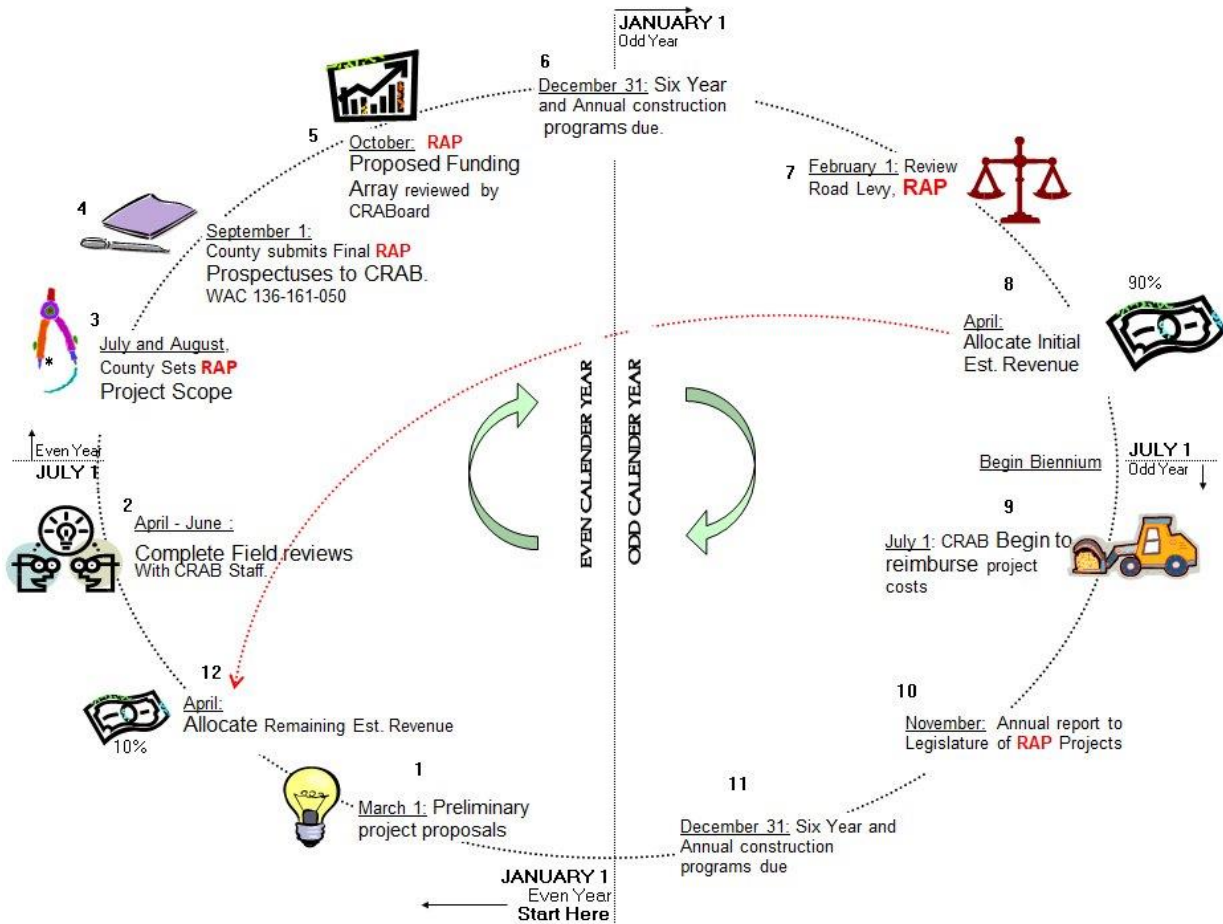 JANUARY 1
Odd Year
6
December 31: Six Year
and Annual construction
programs due.
5
October: RAP
Proposed Funding
Array reviewed by
CRABoard
7
February 1: Review
Road Levy, RAP
4
September 1:
County submits Final RAP
Prospectuses to CRAB.
WAC 136-161-050
8
90%
April:
Allocate Initial
Est. Revenue
3
*
July and August,
County Sets RAP
Project Scope
EVEN CALENDER YEAR
ODD CALENDER YEAR
Even Year
JULY 1
Begin Biennium
JULY 1
Odd Year
2
April - June :
Complete Field reviews
With CRAB Staff.
9
July 1: CRAB Begin to
reimburse project
costs
12
April:
Allocate Remaining Est. Revenue
10%
10
November: Annual report to
Legislature of RAP Projects
1
March 1: Preliminary
project proposals
11
December 31: Six Year and
Annual construction
programs due
JANUARY 1
Even Year
Start Here